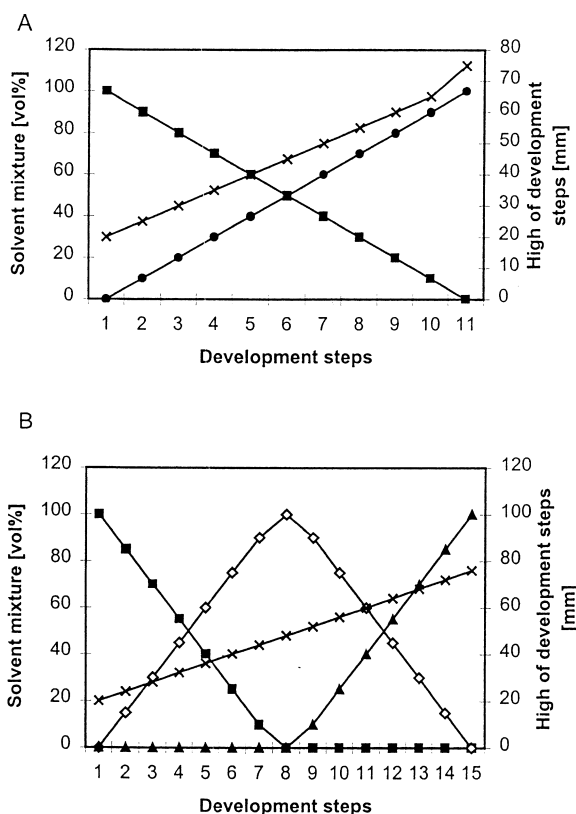 A
120
100
80
60
40
20
0
Solvent mixture [vol%]
80
70
60
50
40
30
20
10
0
High of development
steps [mm]
1 2 3 4 5 6 7 8 9 10 11
Development steps
B
120
100
80
60
40
20
0
Solvent mixture [vol%]
120
100
80
60
40
20
0
High of development steps
[mm]
1 2 3 4 5 6 7 8 9 10 11 12 13 14 15
Development steps